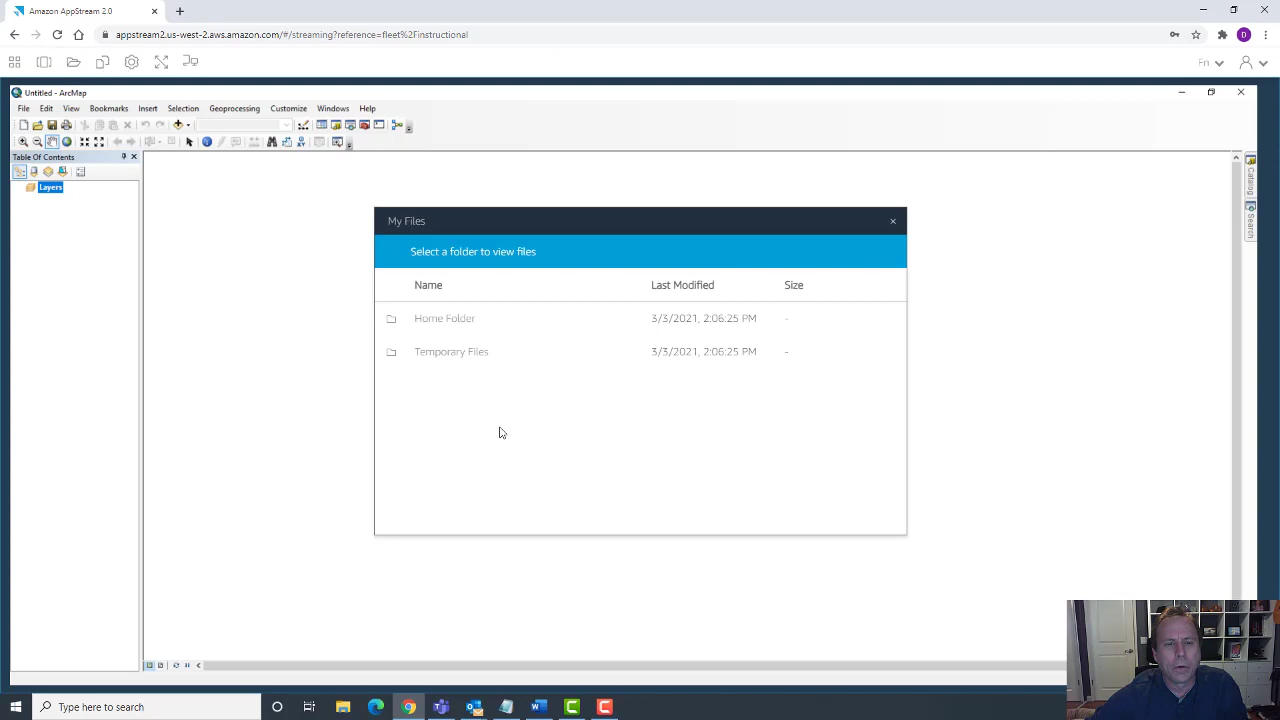 Amazon AppStream 2.0
appstream2.us-west-2.aws.amazon.com/#/streaming?reference=fleet%2Finstructional
D
Fn
Untitled - ArcMap
File Edit View Bookmarks Insert Selection Geoprocessing Customize Windows Help
Table Of Contents
Layers
Catalog
Search
My Files
Select a folder to view files
Name Last Modified Size
Home Folder 3/3/2021, 2:06:25 PM -
Temporary Files 3/3/2021, 2:06:25 PM -
Type here to search